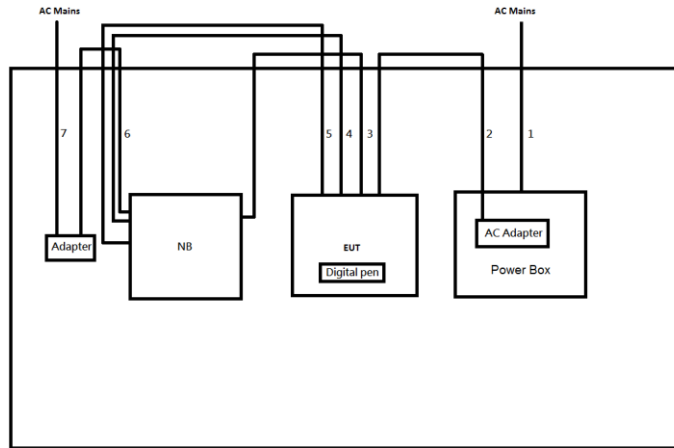 AC Mains
AC Mains
7
6
5
4
3
2
1
Adapter
NB
EUT
Digital pen
AC Adapter
Power Box